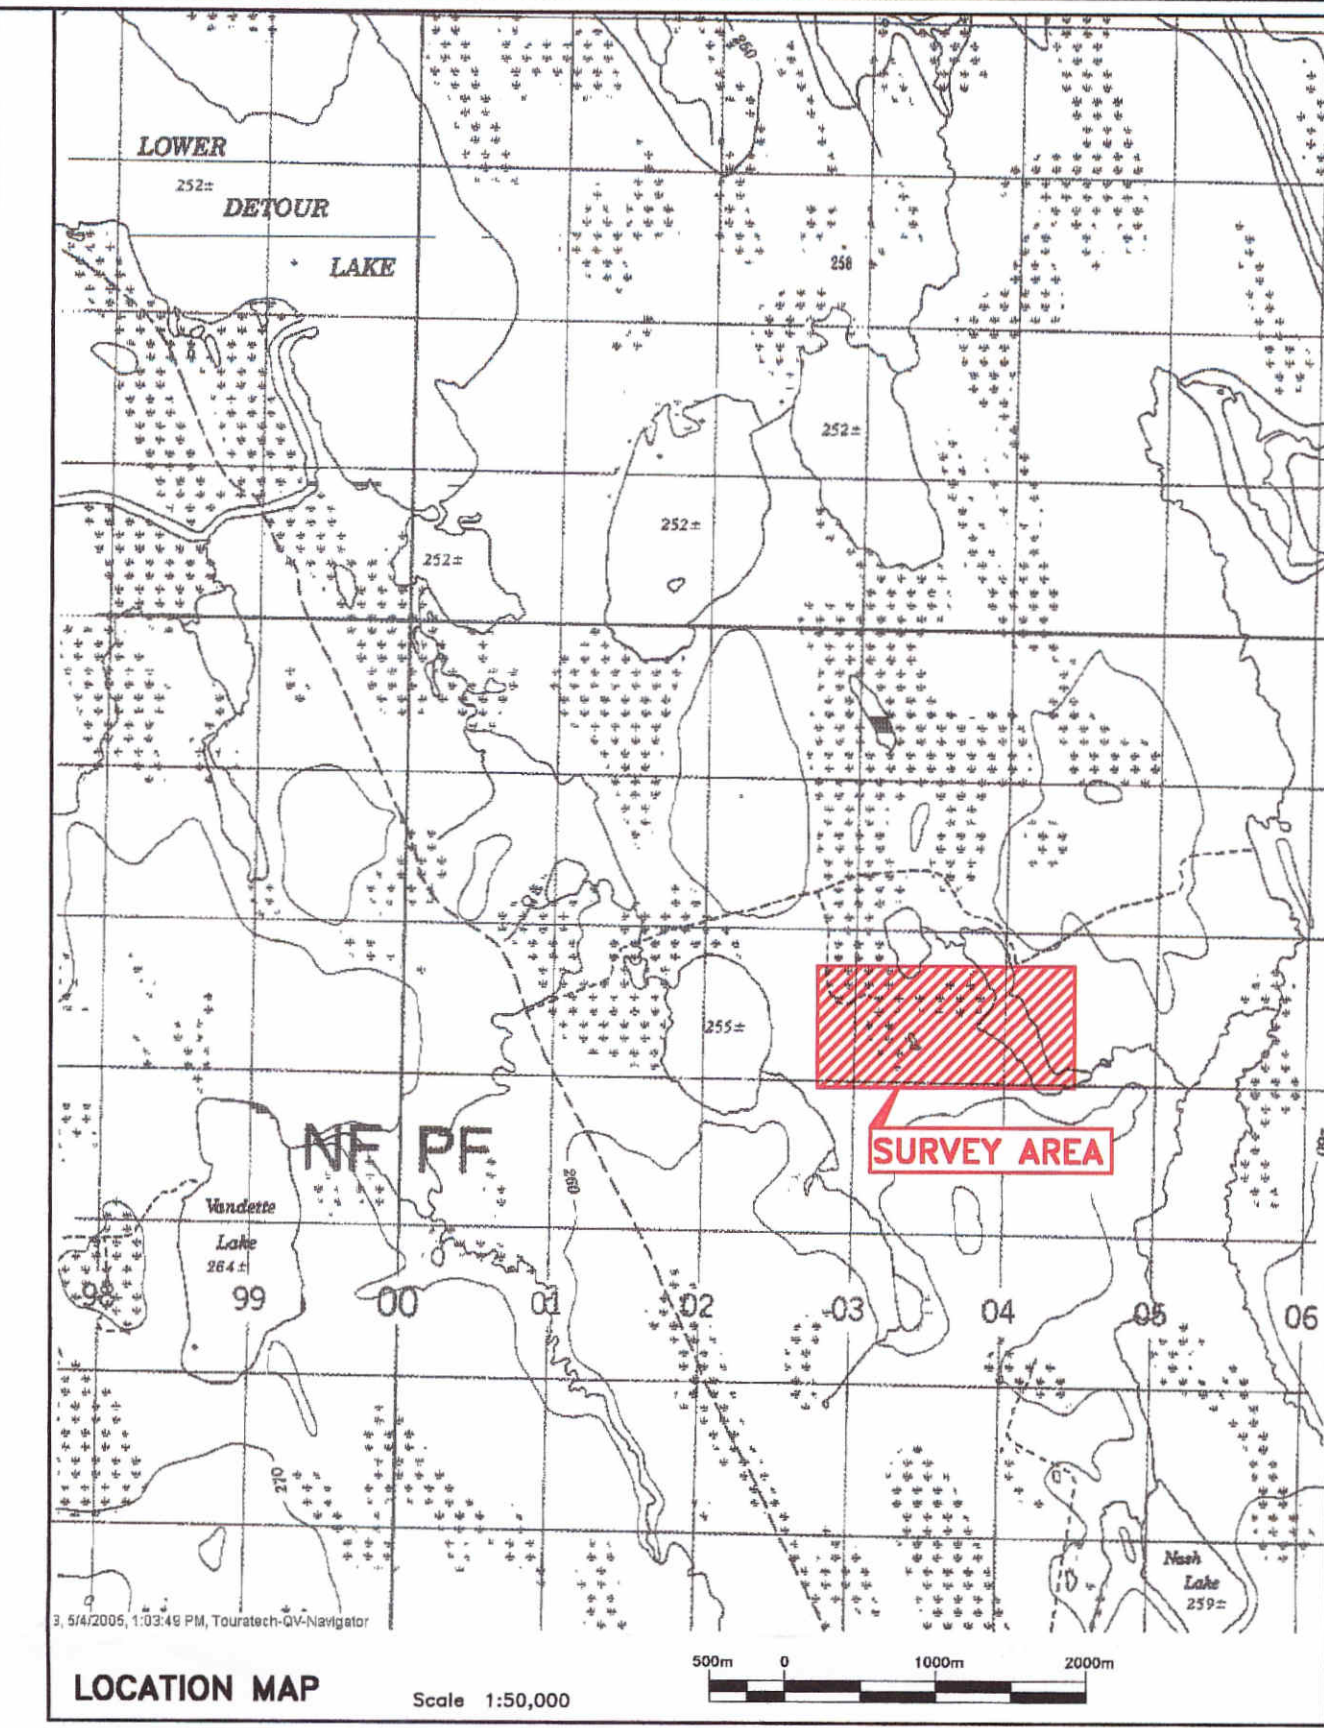 260
LOWER
252±
DETOUR
LAKE
258
252±
252±
252±
255±
NF PF
SURVEY AREA
260
Vandette
Lake
264±
98
99
00
01
02
03
04
05
06
270
Nash
Lake
259±
3, 5/4/2005, 1:03:49 PM, Touratech-QV-Navigator
LOCATION MAP
Scale 1:50,000
500m 0 1000m 2000m